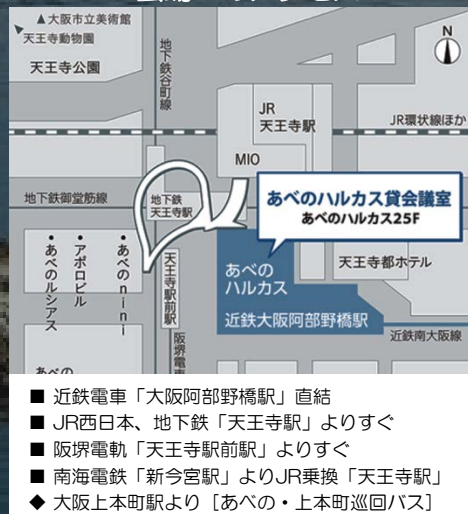 ▲大阪市立美術館
天王寺動物園
天王寺公園
地下鉄谷町線
N
JR
天王寺駅
JR環状線ほか
MIO
地下鉄御堂筋線
地下鉄
天王寺駅
あべのハルカス貸会議室
あべのハルカス25F
・あべのルシアス
・アポロビル
・あべのnini
天王寺駅前駅
阪堺電車
あべの
ハルカス
天王寺都ホテル
近鉄大阪阿部野橋駅
近鉄南大阪線
あべの
■ 近鉄電車「大阪阿部野橋駅」直結
■ JR西日本、地下鉄「天王寺駅」よりすぐ
■ 阪堺電軌「天王寺駅前駅」よりすぐ
■ 南海電鉄「新今宮駅」よりJR乗換「天王寺駅」
◆ 大阪上本町駅より［あべの・上本町巡回バス］